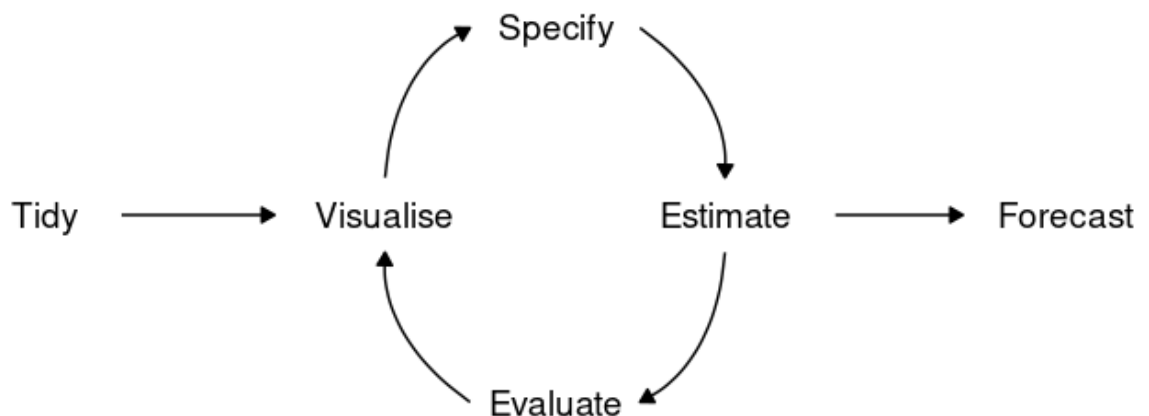 Specify
Tidy
Visualise
Estimate
Forecast
Evaluate